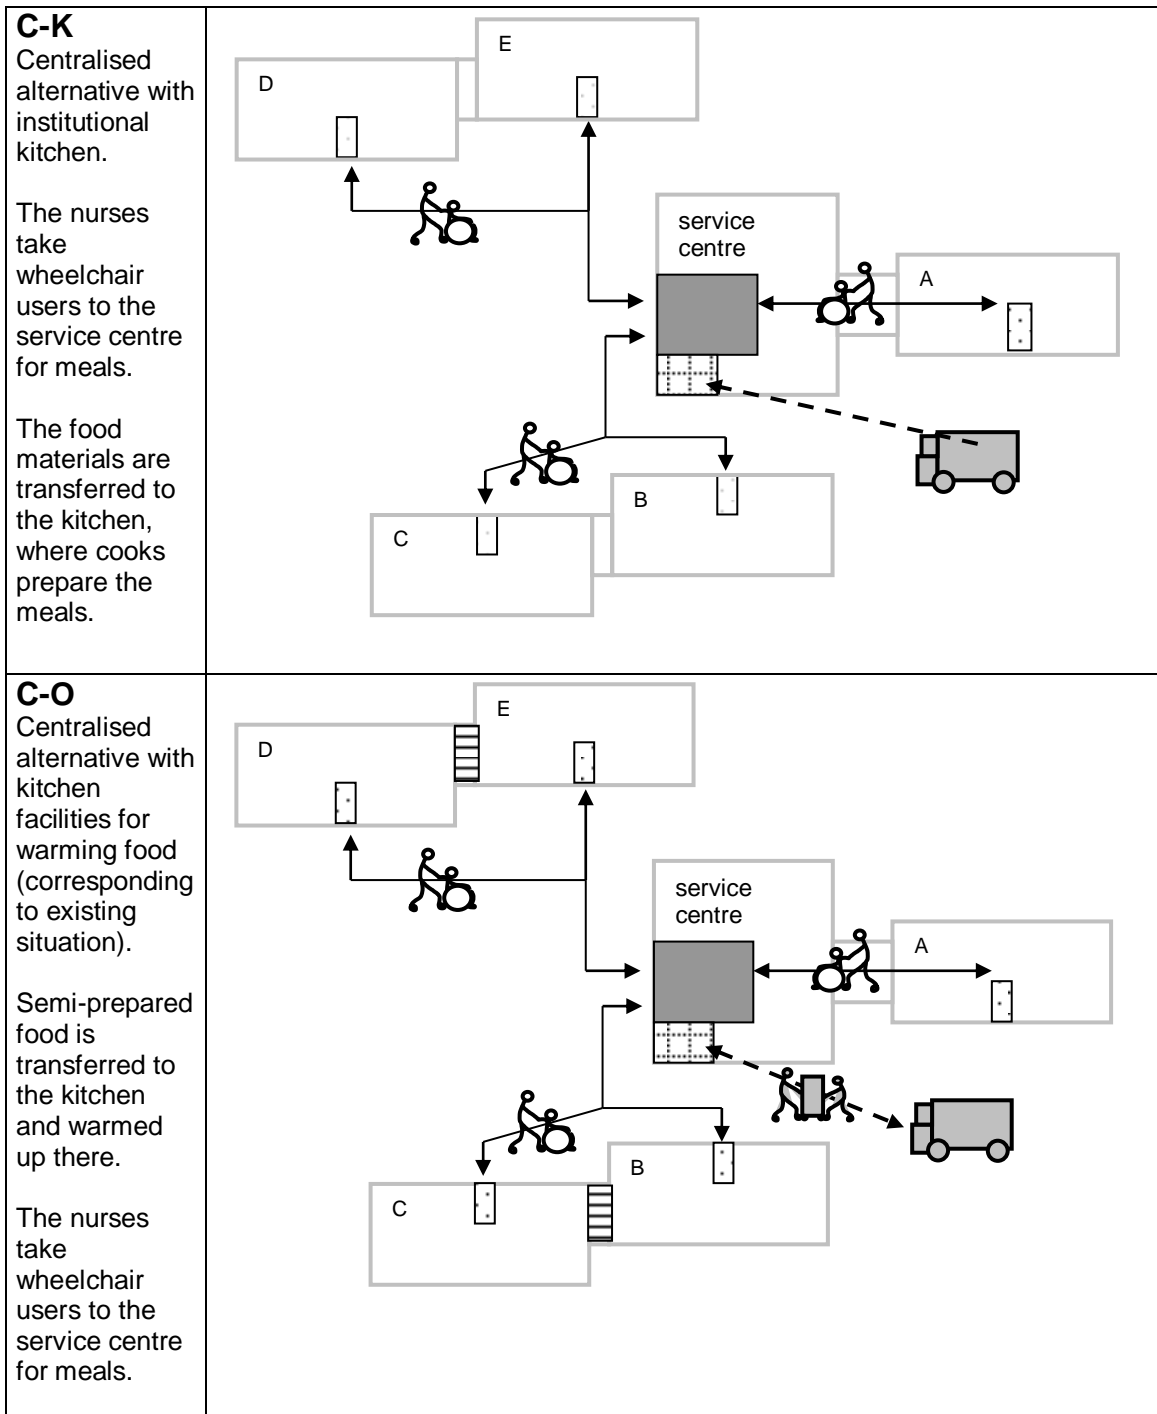 C-K
Centralised
alternative with
institutional
kitchen.
The nurses
take
wheelchair
users to the
service centre
for meals.
The food
materials are
transferred to
the kitchen,
where cooks
prepare the
meals.
E
D
service
centre
A
B
C
C-O
Centralised
alternative with
kitchen
facilities for
warming food
(corresponding
to existing
situation).
Semi-prepared
food is
transferred to
the kitchen
and warmed
up there.
The nurses
take
wheelchair
users to the
service centre
for meals.
E
D
service
centre
A
B
C